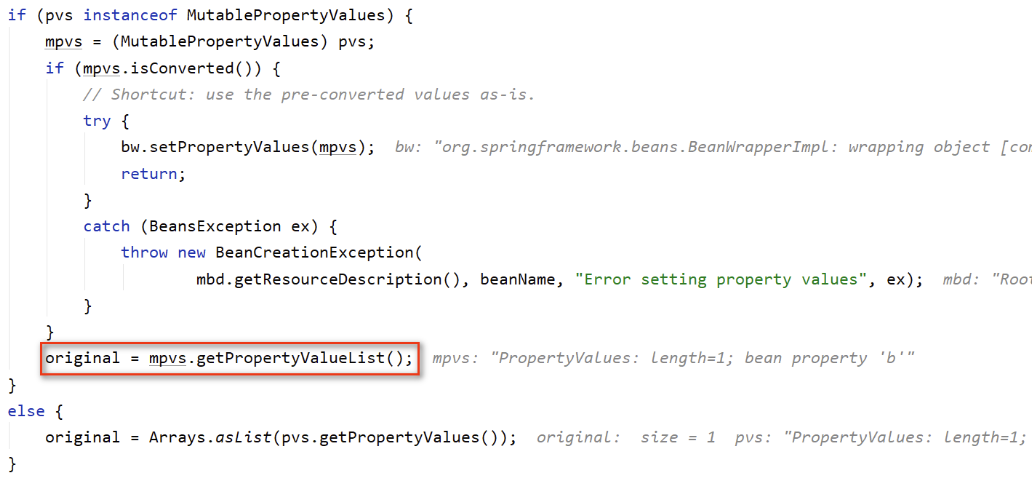 if (pvs instanceof MutablePropertyValues) {
mpvs = (MutablePropertyValues) pvs;
if (mpvs.isConverted()) {
// Shortcut: use the pre-converted values as-is.
try {
bw.setPropertyValues(mpvs); bw: "org.springframework.beans.BeanWrapperImpl: wrapping object [con
return;
}
catch (BeansException ex) {
throw new BeanCreationException(
mbd.getResourceDescription(), beanName, "Error setting property values", ex); mbd: "Root
}
}
original = mpvs.getPropertyValueList(); mpvs: "PropertyValues: length=1; bean property 'b'"
}
else {
original = Arrays.asList(pvs.getPropertyValues()); original: size = 1 pvs: "PropertyValues: length=1;
}